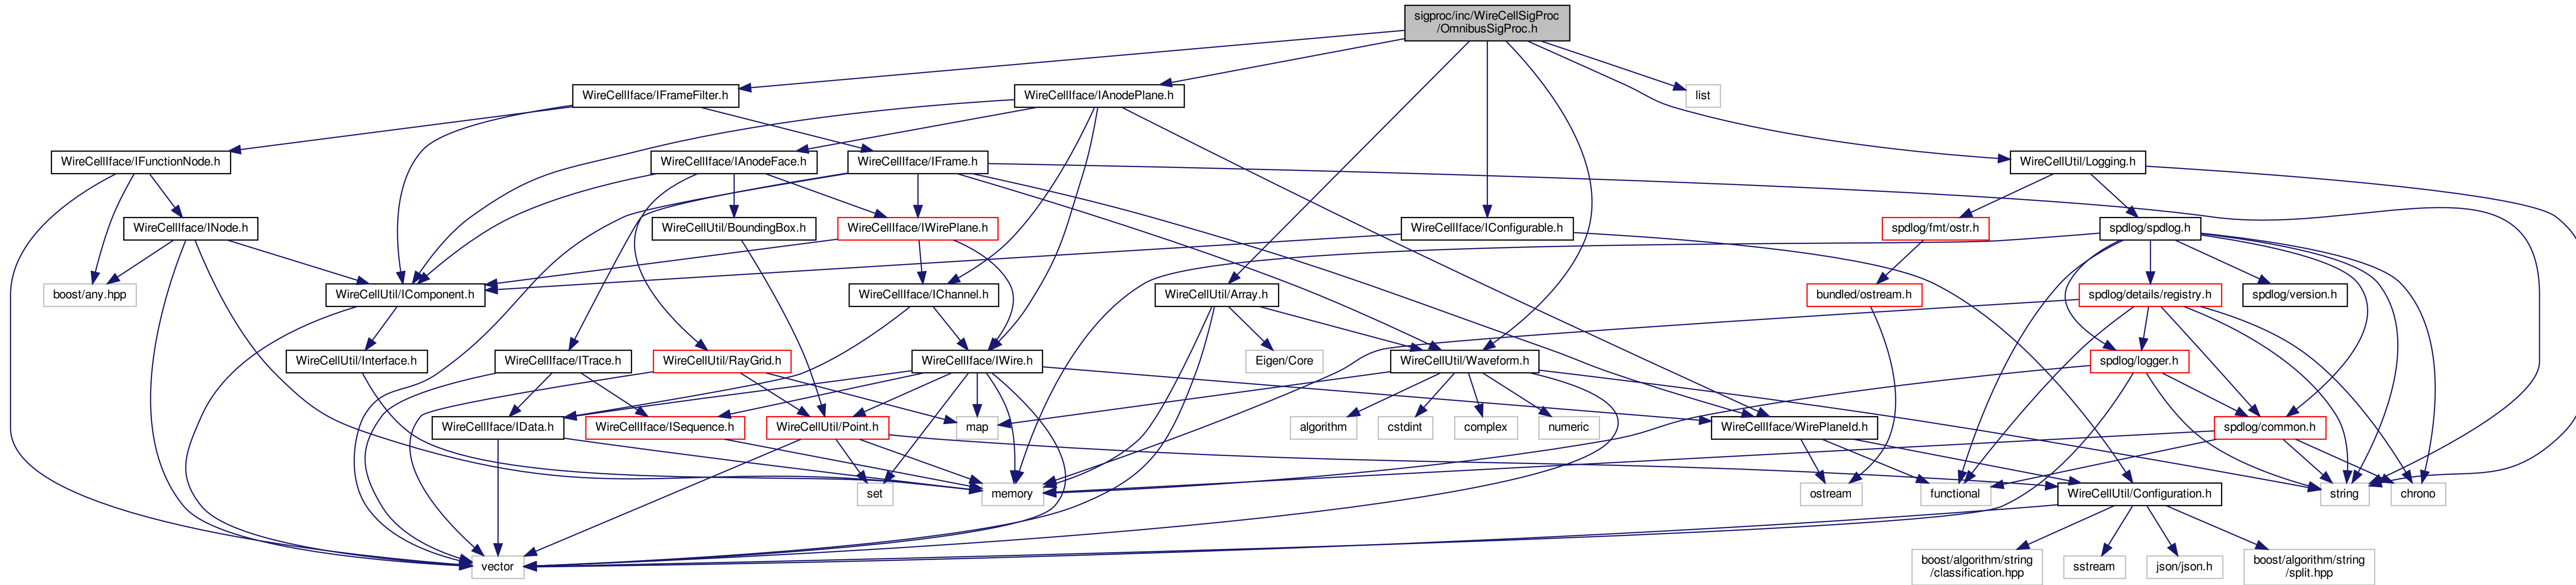 sigproc/inc/WireCellSigProc
/OmnibusSigProc.h
WireCellIface/IFrameFilter.h
WireCellIface/IAnodePlane.h
list
WireCellIface/IFunctionNode.h
WireCellIface/IAnodeFace.h
WireCellIface/IFrame.h
WireCellUtil/Logging.h
WireCellIface/INode.h
WireCellUtil/BoundingBox.h
WireCellIface/IWirePlane.h
WireCellIface/IConfigurable.h
spdlog/fmt/ostr.h
spdlog/spdlog.h
boost/any.hpp
WireCellUtil/IComponent.h
WireCellIface/IChannel.h
WireCellUtil/Array.h
bundled/ostream.h
spdlog/details/registry.h
spdlog/version.h
WireCellUtil/Interface.h
WireCellIface/ITrace.h
WireCellUtil/RayGrid.h
WireCellIface/IWire.h
Eigen/Core
WireCellUtil/Waveform.h
spdlog/logger.h
WireCellIface/IData.h
WireCellIface/ISequence.h
WireCellUtil/Point.h
map
algorithm
cstdint
complex
numeric
WireCellIface/WirePlaneId.h
spdlog/common.h
set
memory
ostream
functional
WireCellUtil/Configuration.h
string
chrono
vector
boost/algorithm/string
/classification.hpp
sstream
json/json.h
boost/algorithm/string
/split.hpp